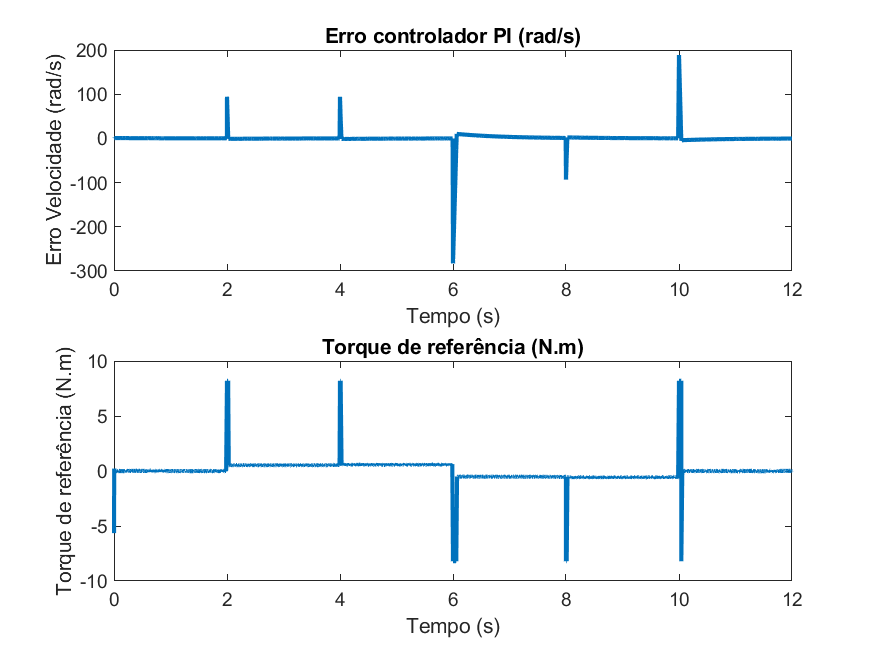 Erro controlador PI (rad/s)
Erro Velocidade (rad/s)
200
100
0
-100
-200
-300
0 2 4 6 8 10 12
Tempo (s)
Torque de referência (N.m)
Torque de referência (N.m)
10
5
0
-5
-10
0 2 4 6 8 10 12
Tempo (s)